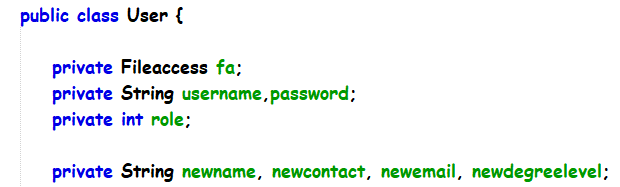 public class User {
private Fileaccess fa;
private String username,password;
private int role;
private String newname, newcontact, newemail, newdegreelevel;